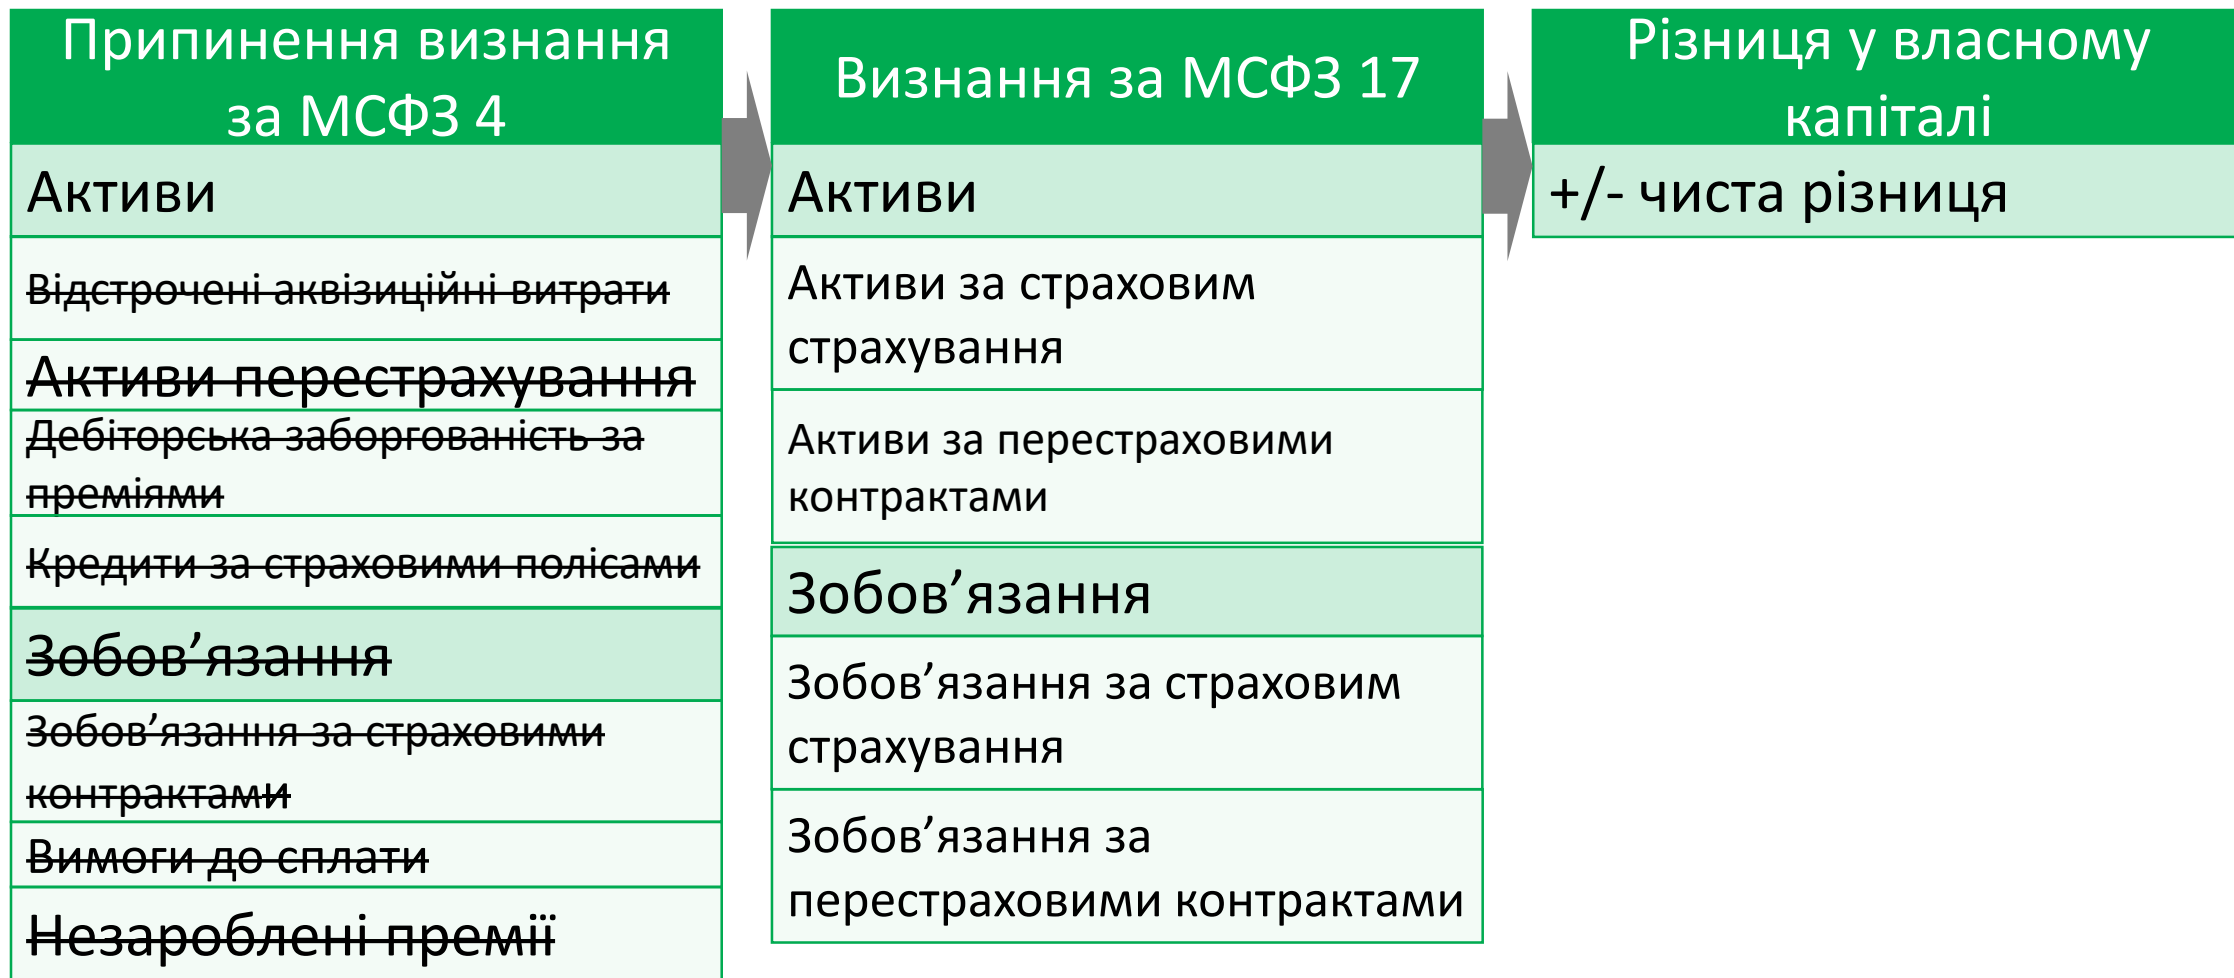 Припинення визнання
за МСФЗ 4
Активи
Відстрочені аквізиційні витрати
Активи перестрахування
Дебіторська заборгованість за
преміями
Кредити за страховими полісами
Зобов’язання
Зобов’язання за страховими
контрактами
Вимоги до сплати
Незароблені премії
Визнання за МСФЗ 17
Активи
Активи за страховим
страхування
Активи за перестраховими
контрактами
Зобов’язання
Зобов’язання за страховим
страхування
Зобов’язання за
перестраховими контрактами
Різниця у власному
капіталі
+/- чиста різниця